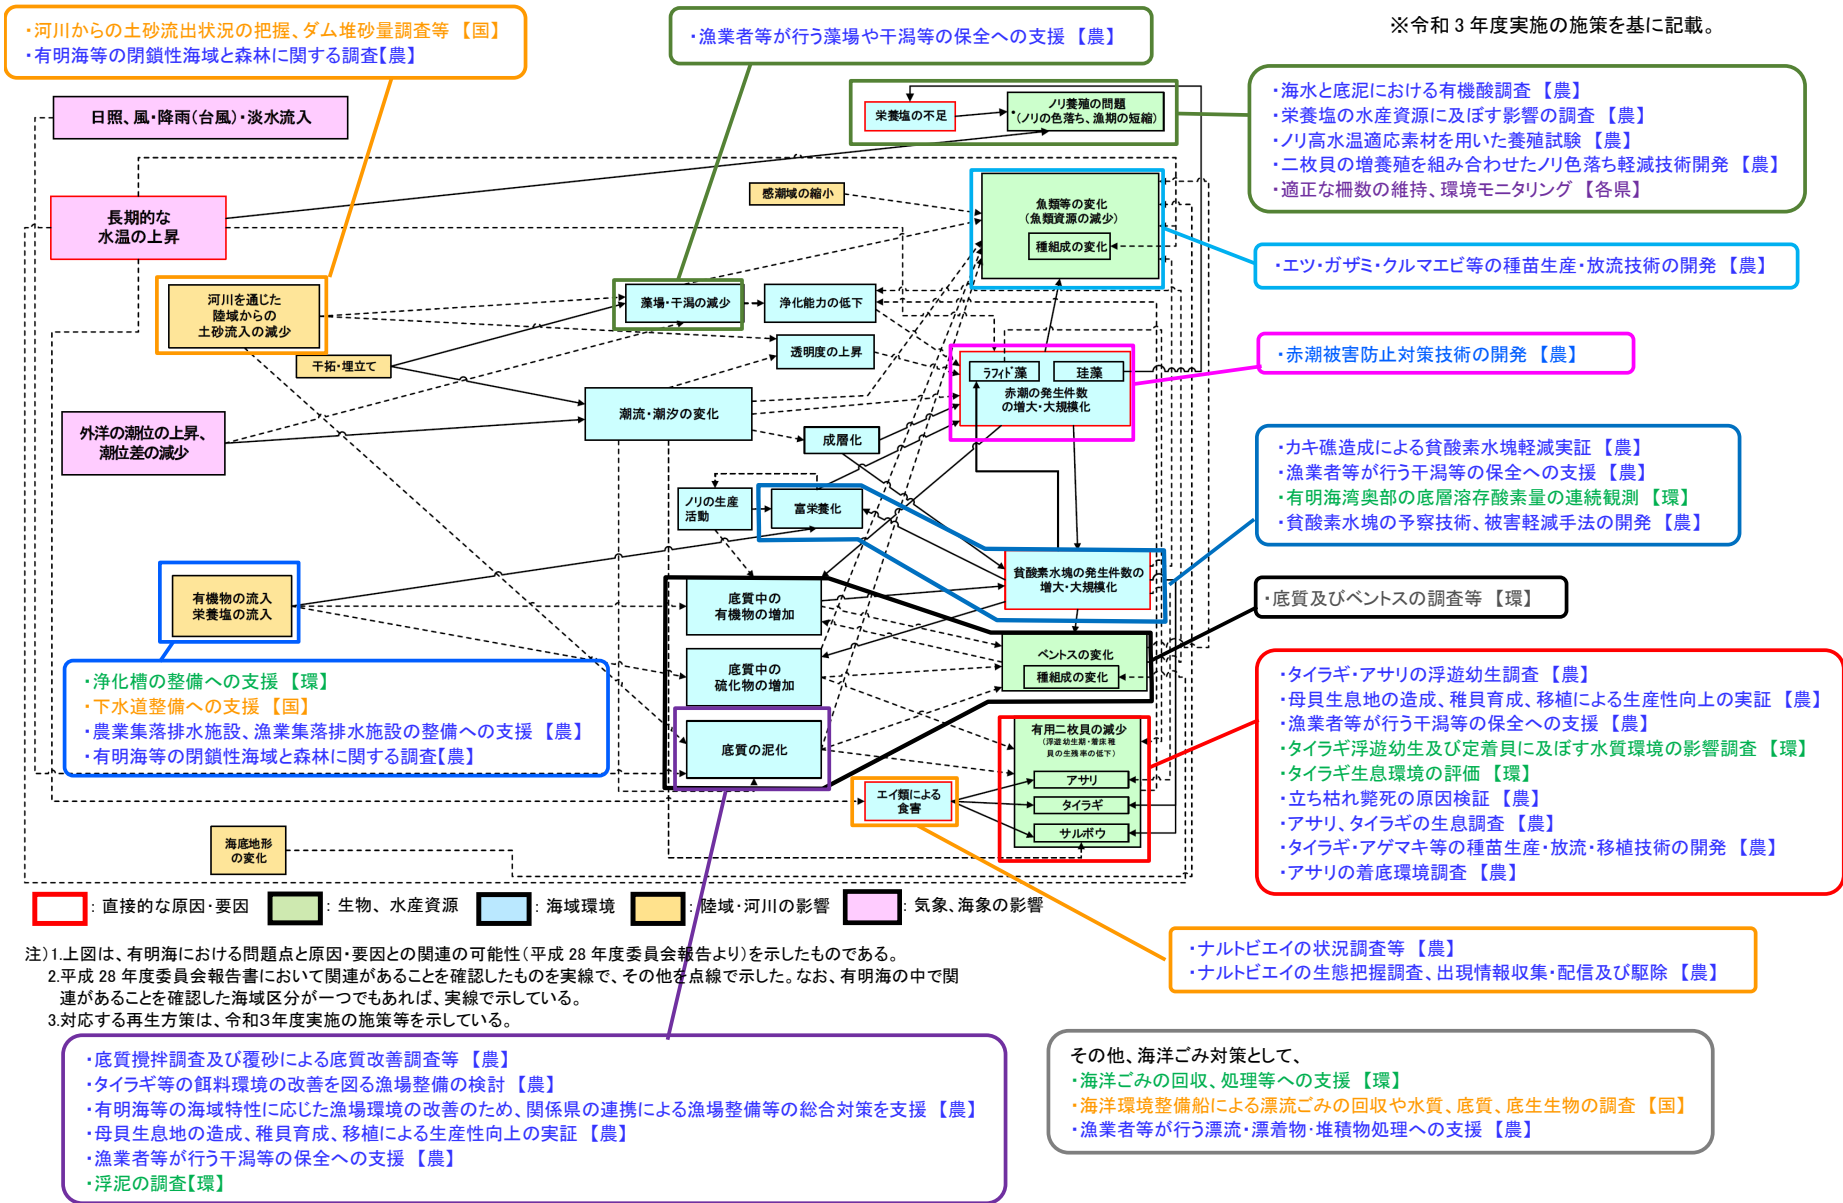 ・河川からの土砂流出状況の把握、ダム堆砂量調査等 【国】
・有明海等の閉鎖性海域と森林に関する調査【農】
・漁業者等が行う藻場や干潟等の保全への支援 【農】
※令和3年度実施の施策を基に記載。
日照、風・降雨(台風)・淡水流入
栄養塩の不足
ノリ養殖の問題
(ノリの色落ち、漁期の短縮)
・海水と底泥における有機酸調査 【農】
・栄養塩の水産資源に及ぼす影響の調査 【農】
・ノリ高水温適応素材を用いた養殖試験 【農】
・二枚貝の増養殖を組み合わせたノリ色落ち軽減技術開発 【農】
・適正な柵数の維持、環境モニタリング 【各県】
長期的な
水温の上昇
感潮域の縮小
魚類等の変化
(魚類資源の減少)
種組成の変化
・エツ・ガザミ・クルマエビ等の種苗生産・放流技術の開発 【農】
河川を通じた
陸域からの
土砂流入の減少
藻場・干潟の減少
浄化能力の低下
透明度の上昇
干拓・埋立て
ラフィド藻
珪藻
赤潮の発生件数
の増大・大規模化
・赤潮被害防止対策技術の開発 【農】
外洋の潮位の上昇、
潮位差の減少
潮流・潮汐の変化
成層化
・カキ礁造成による貧酸素水塊軽減実証 【農】
・漁業者等が行う干潟等の保全への支援 【農】
・有明海湾奥部の底層溶存酸素量の連続観測 【環】
・貧酸素水塊の予察技術、被害軽減手法の開発 【農】
ノリの生産
活動
富栄養化
有機物の流入
栄養塩の流入
底質中の
有機物の増加
貧酸素水塊の発生件数の
増大・大規模化
・底質及びベントスの調査等 【環】
底質中の
硫化物の増加
ベントスの変化
種組成の変化
・浄化槽の整備への支援 【環】
・下水道整備への支援 【国】
・農業集落排水施設、漁業集落排水施設の整備への支援 【農】
・有明海等の閉鎖性海域と森林に関する調査【農】
底質の泥化
有用二枚貝の減少
(浮遊幼生期・着床稚
貝の生残率の低下)
アサリ
タイラギ
サルボウ
エイ類による
食害
・タイラギ・アサリの浮遊幼生調査 【農】
・母貝生息地の造成、稚貝育成、移植による生産性向上の実証 【農】
・漁業者等が行う干潟等の保全への支援 【農】
・タイラギ浮遊幼生及び定着貝に及ぼす水質環境の影響調査 【環】
・タイラギ生息環境の評価 【環】
・立ち枯れ斃死の原因検証 【農】
・アサリ、タイラギの生息調査 【農】
・タイラギ・アゲマキ等の種苗生産・放流・移植技術の開発 【農】
・アサリの着底環境調査 【農】
海底地形
の変化
：直接的な原因・要因
：生物、水産資源
：海域環境
：陸域・河川の影響
：気象、海象の影響
注）1.上図は、有明海における問題点と原因・要因との関連の可能性（平成28年度委員会報告より）を示したものである。
2.平成28年度委員会報告書において関連があることを確認したものを実線で、その他を点線で示した。なお、有明海の中で関
連があることを確認した海域区分が一つでもあれば、実線で示している。
3.対応する再生方策は、令和3年度実施の施策等を示している。
・ナルトビエイの状況調査等 【農】
・ナルトビエイの生態把握調査、出現情報収集・配信及び駆除 【農】
・底質攪拌調査及び覆砂による底質改善調査等 【農】
・タイラギ等の餌料環境の改善を図る漁場整備の検討 【農】
・有明海等の海域特性に応じた漁場環境の改善のため、関係県の連携による漁場整備等の総合対策を支援 【農】
・母貝生息地の造成、稚貝育成、移植による生産性向上の実証 【農】
・漁業者等が行う干潟等の保全への支援 【農】
・浮泥の調査【環】
その他、海洋ごみ対策として、
・海洋ごみの回収、処理等への支援 【環】
・海洋環境整備船による漂流ごみの回収や水質、底質、底生生物の調査 【国】
・漁業者等が行う漂流・漂着物・堆積物処理への支援 【農】